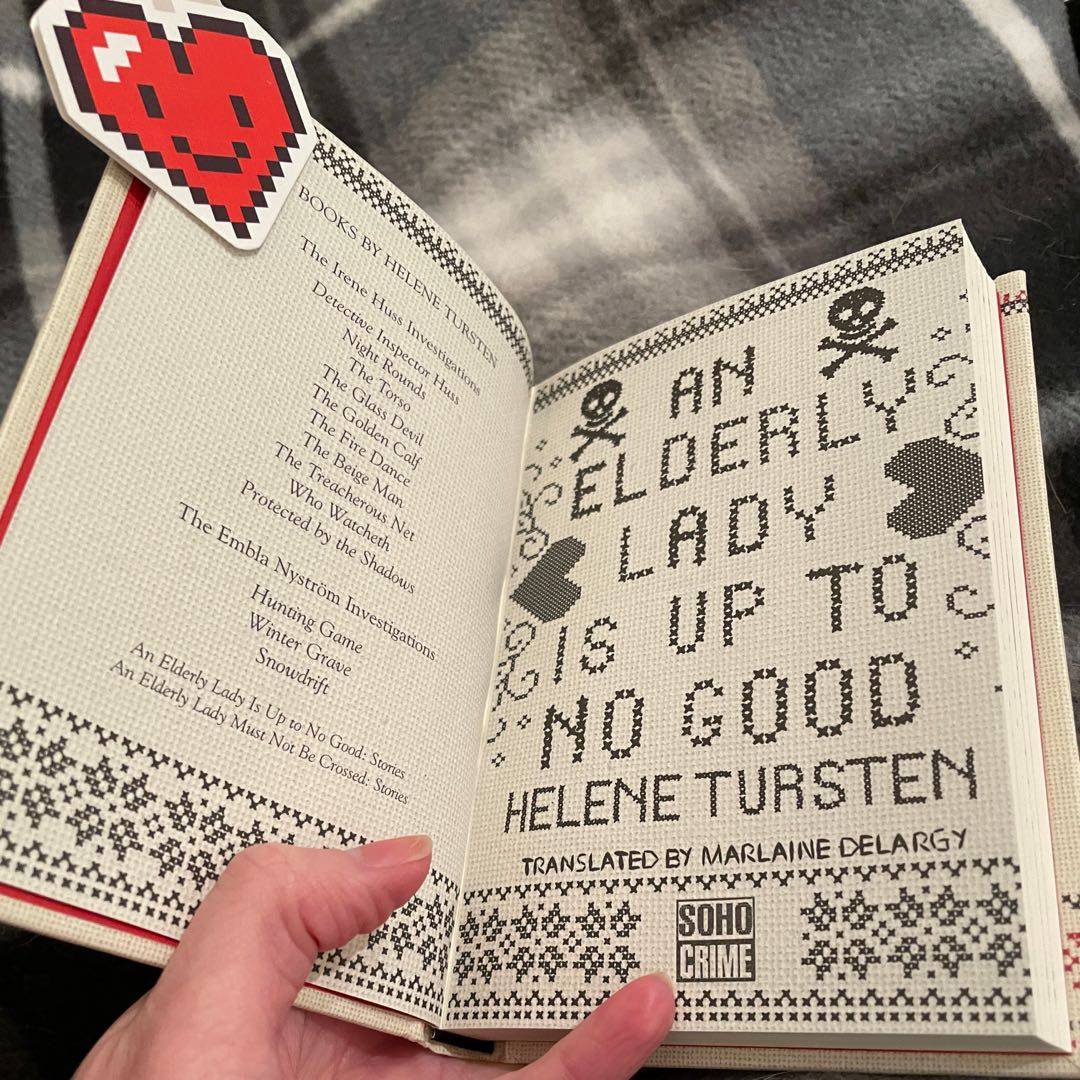 BOOKS BY HELENE TURSTEN
The Irene Huss Investigations
Detective Inspector Huss
Night Rounds
The Torso
The Glass Devil
The Golden Calf
The Fire Dance
The Beige Man
The Treacherous Net
Who Watcheth
Protected by the Shadows
The Embla Nyström Investigations
Hunting Game
Winter Grave
Snowdrift
An Elderly Lady Is Up to No Good: Stories
An Elderly Lady Must Not Be Crossed: Stories
AN
ELDERLY
LADY
IS UP TO
NO GOOD
HELENE TURSTEN
TRANSLATED BY MARLAINE DELARGY
SOHO
CRIME